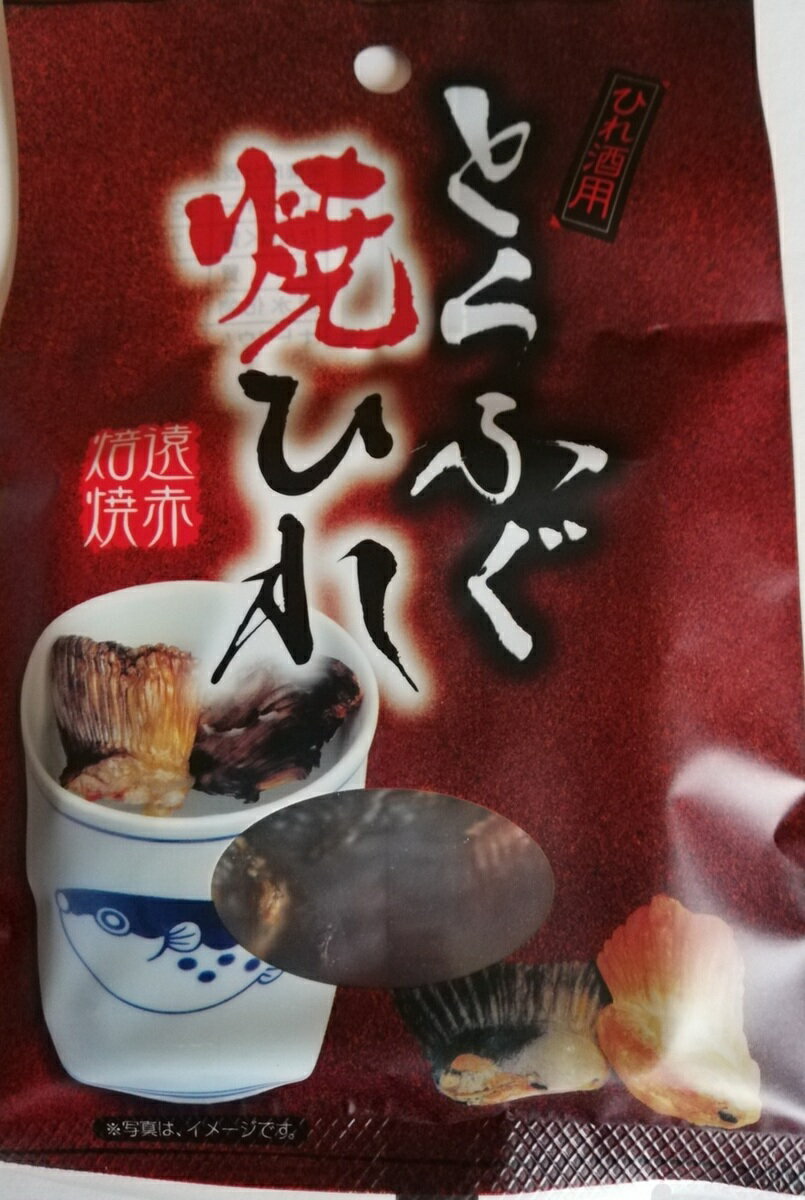 ひれ酒用
とらふぐ
焼ひれ
遠赤
焙焼
※写真は、イメージです。